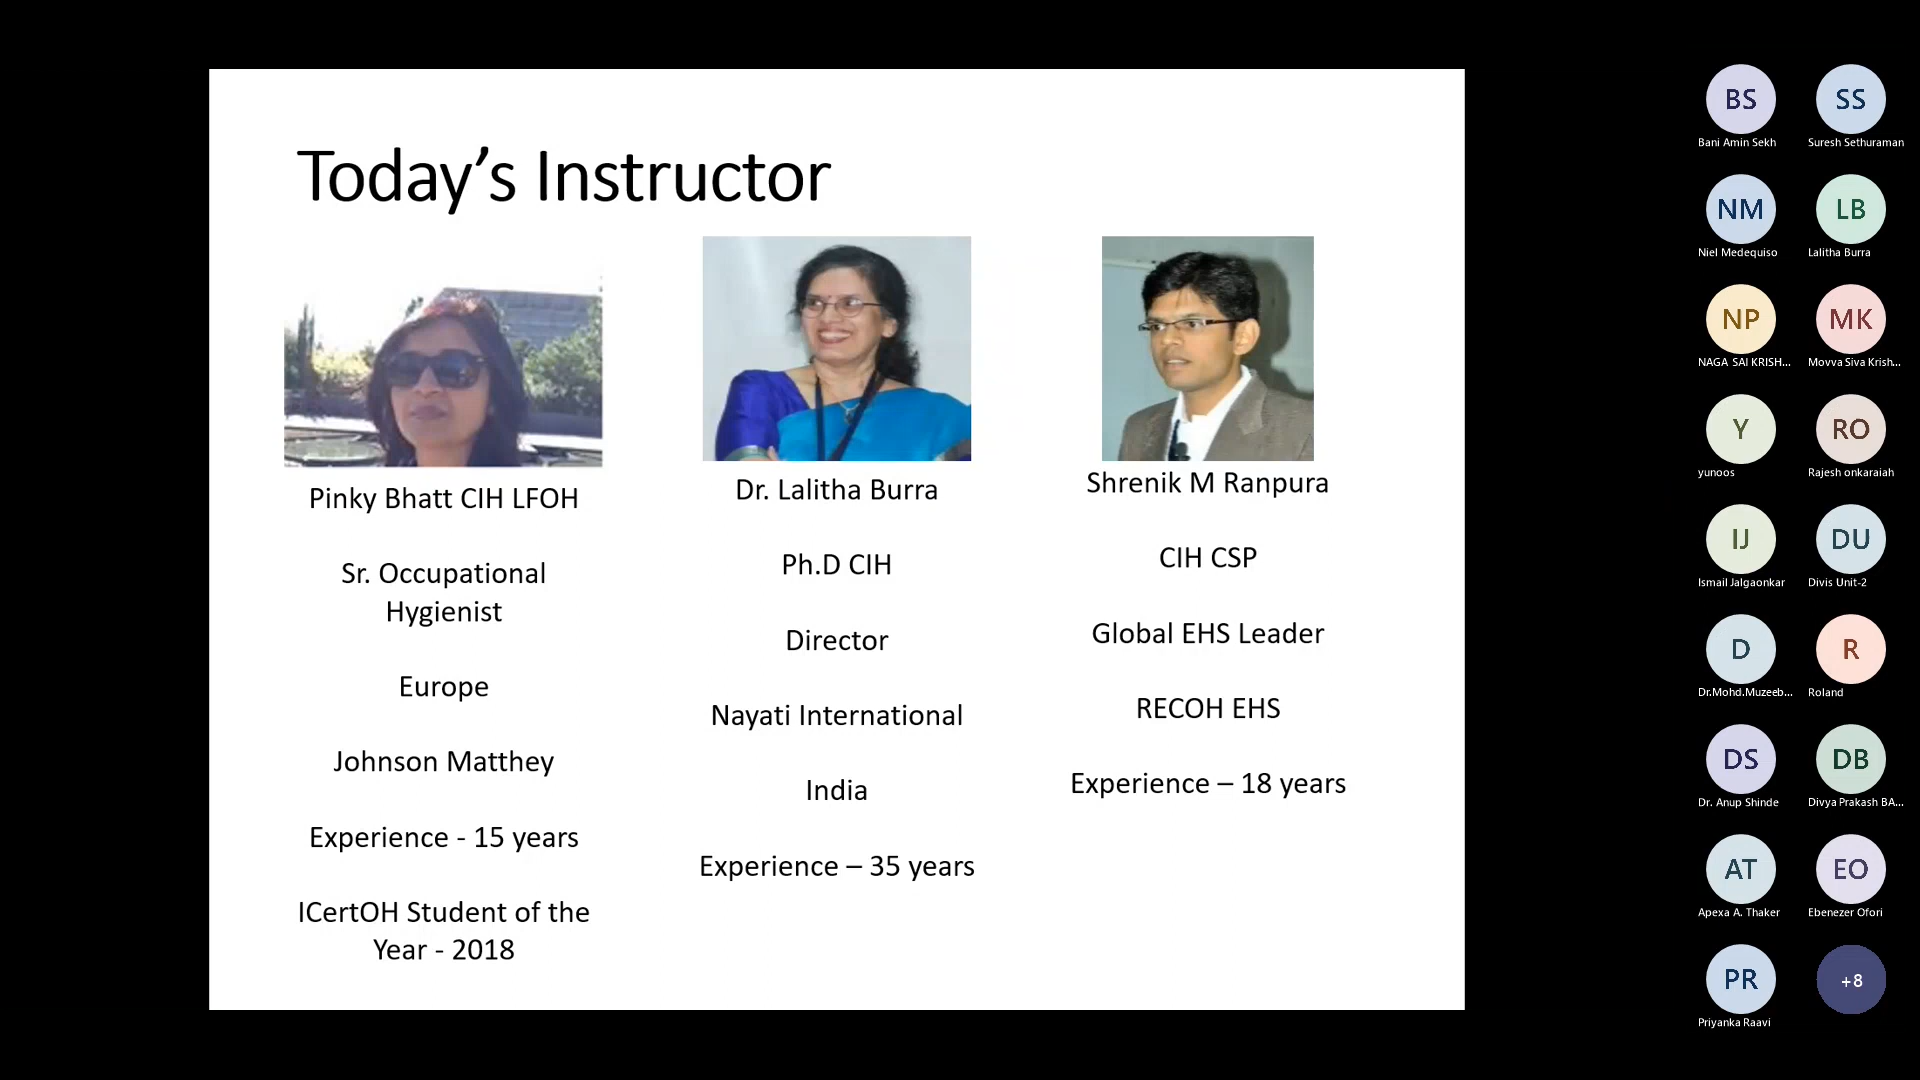 Today’s Instructor
Pinky Bhatt CIH LFOH
Sr. Occupational
Hygienist
Europe
Johnson Matthey
Experience - 15 years
ICertOH Student of the
Year - 2018
Dr. Lalitha Burra
Ph.D CIH
Director
Nayati International
India
Experience – 35 years
Shrenik M Ranpura
CIH CSP
Global EHS Leader
RECOH EHS
Experience – 18 years
BS
Bani Amin Sekh
SS
Suresh Sethuraman
NM
Niel Medequiso
LB
Lalitha Burra
NP
NAGA SAI KRISH...
MK
Movva Siva Krish...
Y
yunoos
RO
Rajesh onkaraiah
IJ
Ismail Jalgaonkar
DU
Divis Unit-2
D
Dr.Mohd.Muzeeb...
R
Roland
DS
Dr. Anup Shinde
DB
Divya Prakash BA...
AT
Apexa A. Thaker
EO
Ebenezer Ofori
PR
Priyanka Raavi
+8